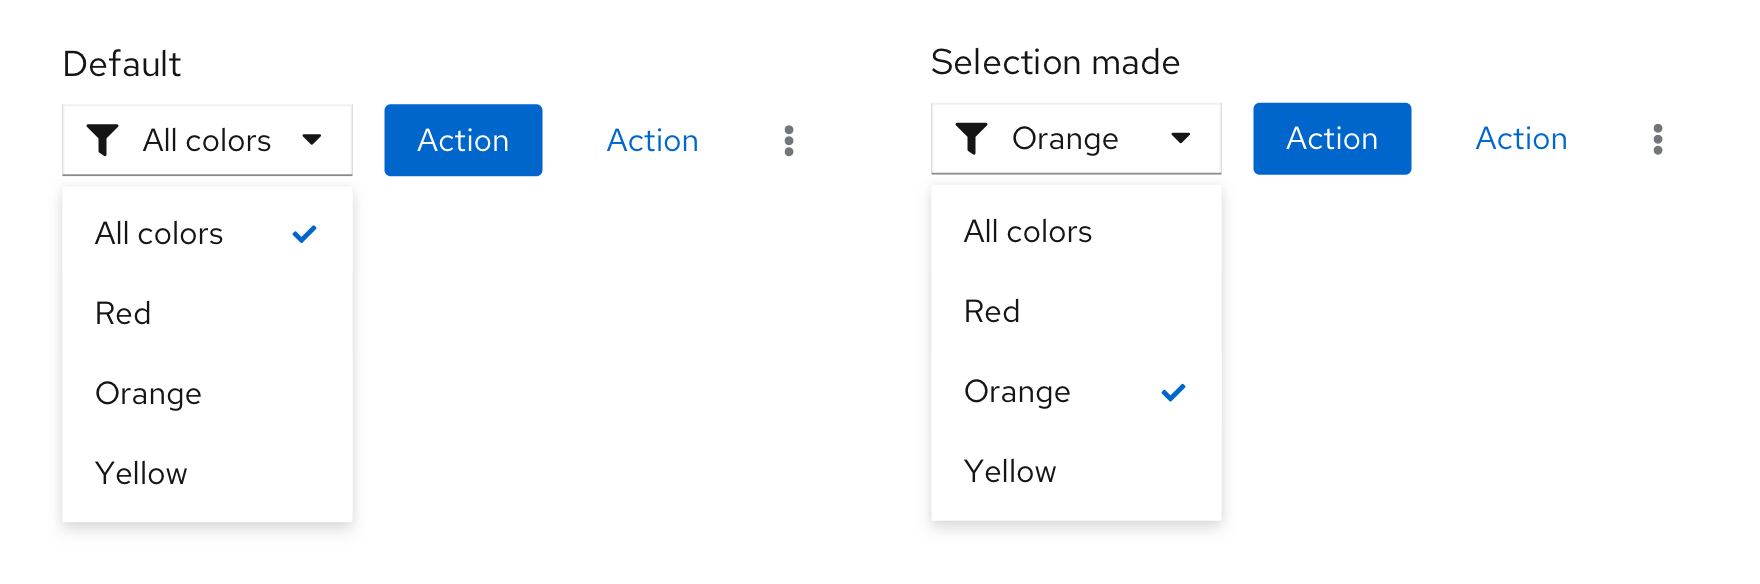 Default
All colors Action Action
All colors
Red
Orange
Yellow
Selection made
Orange Action Action
All colors
Red
Orange
Yellow